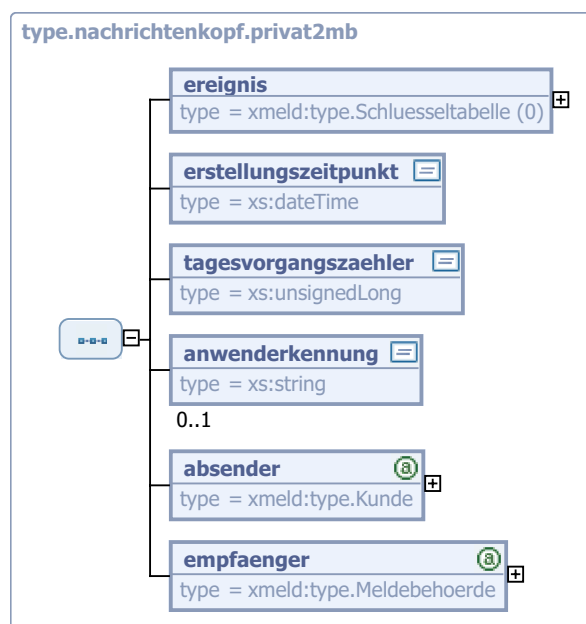 type.nachrichtenkopf.privat2mb
ereignis
type = xmeld:type.Schluesseltabelle (0)
erstellungszeitpunkt
type = xs:dateTime
tagesvorgangszaehler
type = xs:unsignedLong
anwenderkennung
type = xs:string
0..1
absender
type = xmeld:type.Kunde
empfaenger
type = xmeld:type.Meldebehoerde